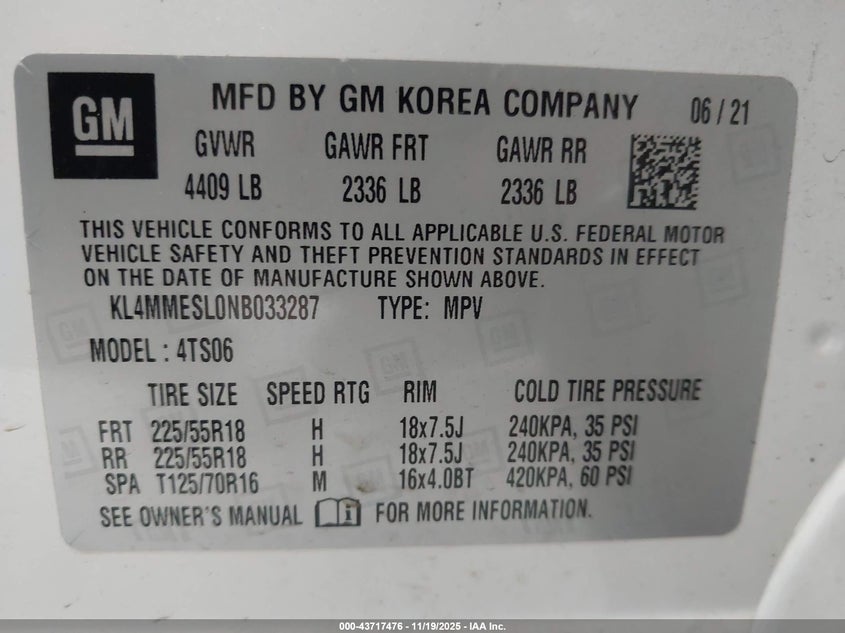 GM
MFD BY GM KOREA COMPANY 06 / 21
GVWR GAWR FRT GAWR RR
4409 LB 2336 LB 2336 LB
THIS VEHICLE CONFORMS TO ALL APPLICABLE U.S. FEDERAL MOTOR
VEHICLE SAFETY AND THEFT PREVENTION STANDARDS IN EFFECT
ON THE DATE OF MANUFACTURE SHOWN ABOVE.
KL4MMESL0NB033287 TYPE: MPV
MODEL : 4TS06
TIRE SIZE SPEED RTG RIM COLD TIRE PRESSURE
FRT 225/55R18 H 18x7.5J 240KPA, 35 PSI
RR 225/55R18 H 18x7.5J 240KPA, 35 PSI
SPA T125/70R16 M 16x4.0BT 420KPA, 60 PSI
SEE OWNER'S MANUAL i FOR MORE INFORMATION.
000-43717476 - 11/19/2025 - IAA Inc.